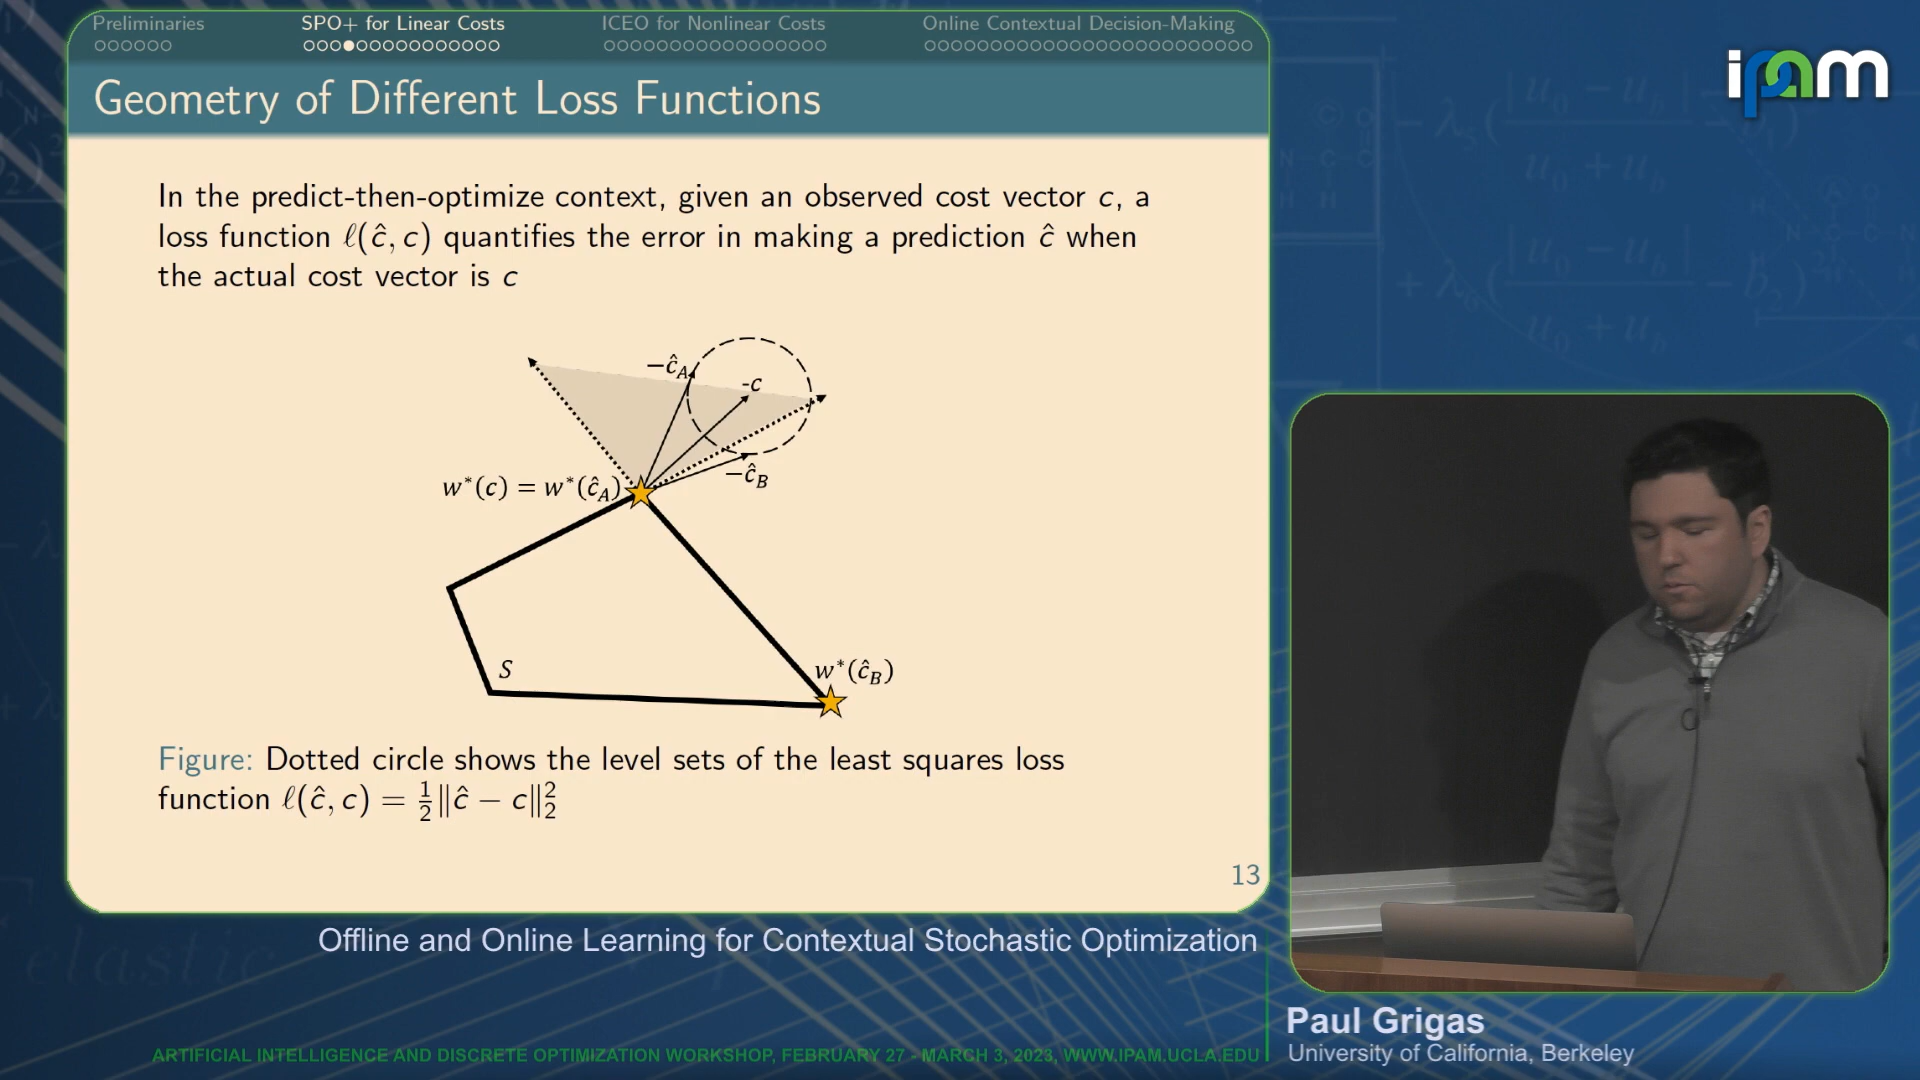 Preliminaries
SPO+ for Linear Costs
ICEO for Nonlinear Costs
Online Contextual Decision-Making
Geometry of Different Loss Functions
In the predict-then-optimize context, given an observed cost vector c, a
loss function ℓ(ĉ, c) quantifies the error in making a prediction ĉ when
the actual cost vector is c
−ĉ_A
-c
−ĉ_B
w*(c) = w*(ĉ_A)
S
w*(ĉ_B)
Figure: Dotted circle shows the level sets of the least squares loss
function ℓ(ĉ, c) = ½‖ĉ − c‖₂²
13
ipam
Offline and Online Learning for Contextual Stochastic Optimization
Paul Grigas
University of California, Berkeley
ARTIFICIAL INTELLIGENCE AND DISCRETE OPTIMIZATION WORKSHOP, FEBRUARY 27 - MARCH 3, 2023, WWW.IPAM.UCLA.EDU
elastic